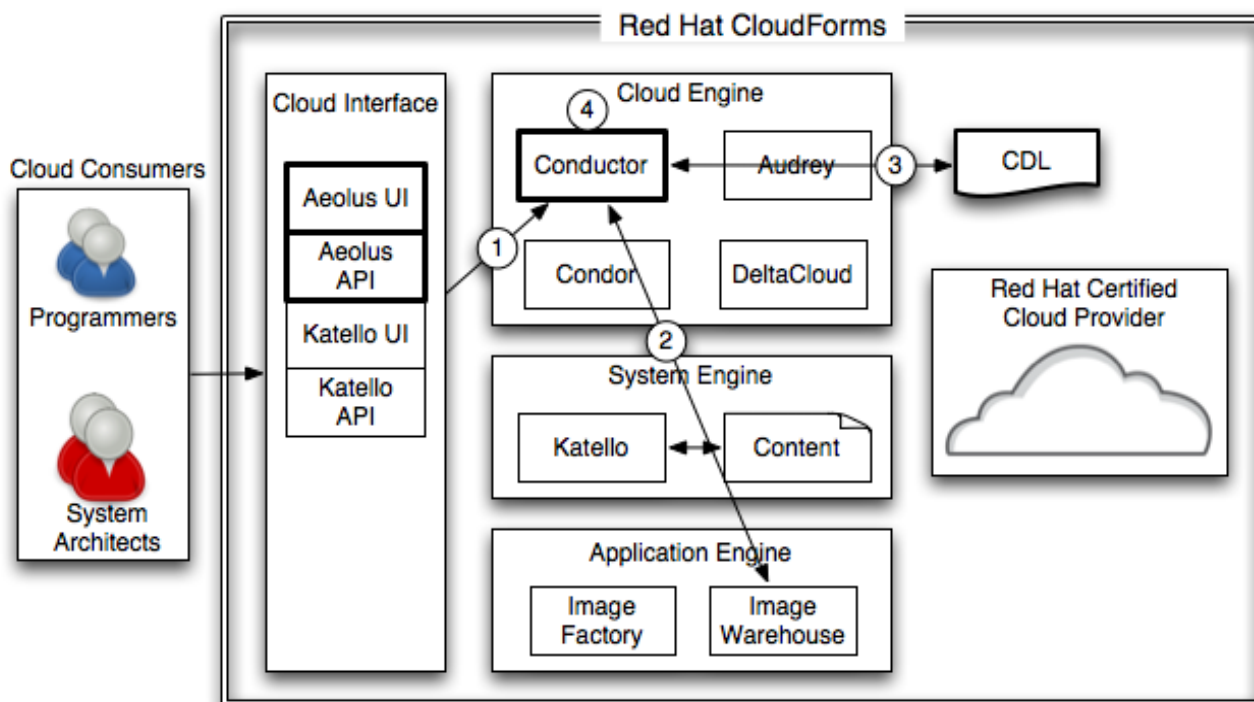 Red Hat CloudForms
Cloud Consumers
Programmers
System
Architects
Cloud Interface
Aeolus UI
Aeolus
API
Katello UI
Katello
API
1
Cloud Engine
4
Conductor
Audrey
3
CDL
Condor
DeltaCloud
2
System Engine
Katello
Content
Application Engine
Image
Factory
Image
Warehouse
Red Hat Certified
Cloud Provider